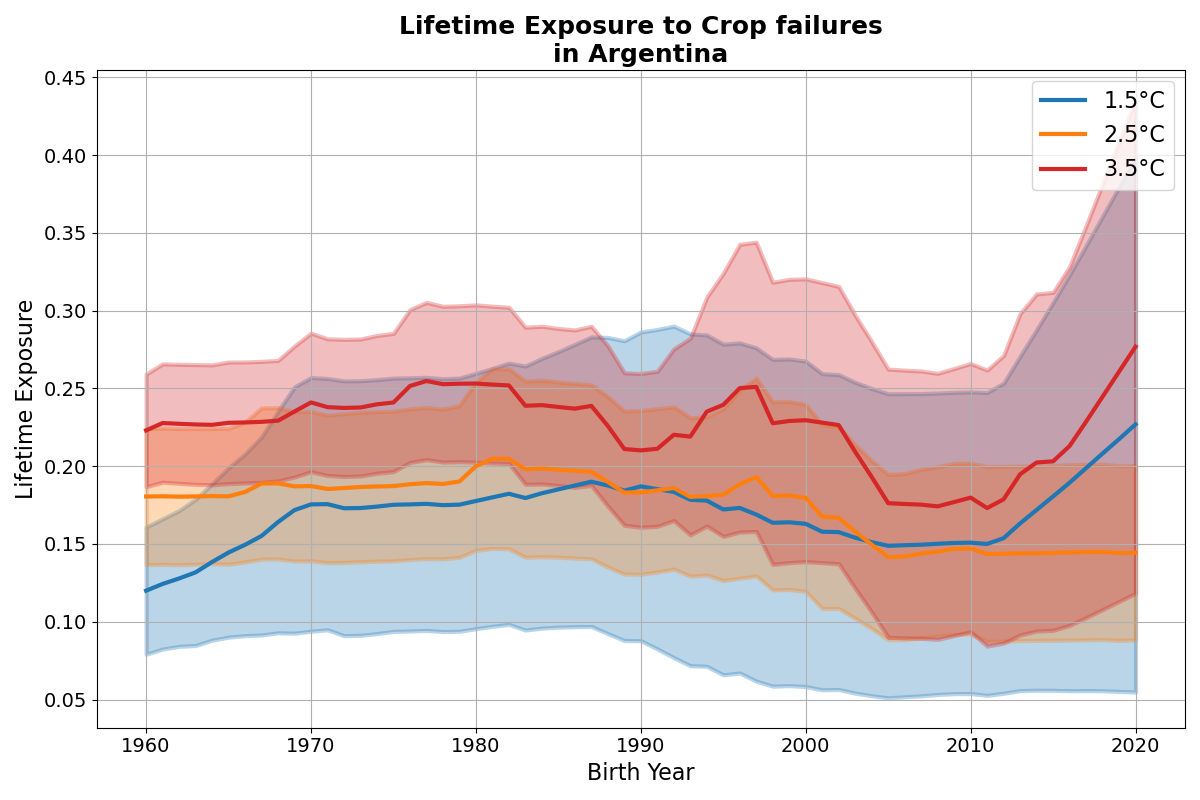 Lifetime Exposure to Crop failures
in Argentina
1.5°C
2.5°C
3.5°C
Lifetime Exposure
0.45
0.40
0.35
0.30
0.25
0.20
0.15
0.10
0.05
1960 1970 1980 1990 2000 2010 2020
Birth Year